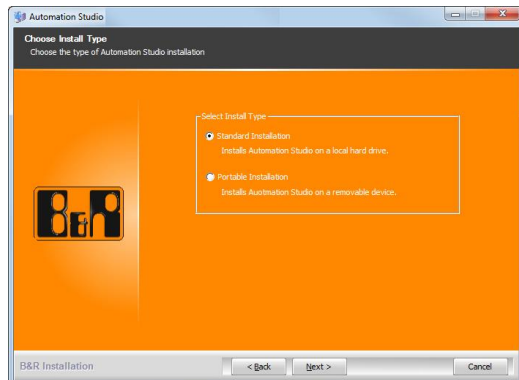 Automation Studio
Choose Install Type
Choose the type of Automation Studio installation
Select Install Type
Standard Installation
Installs Automation Studio on a local hard drive.
Portable Installation
Installs Auotmation Studio on a removable device.
B&R
B&R Installation
< Back
Next >
Cancel